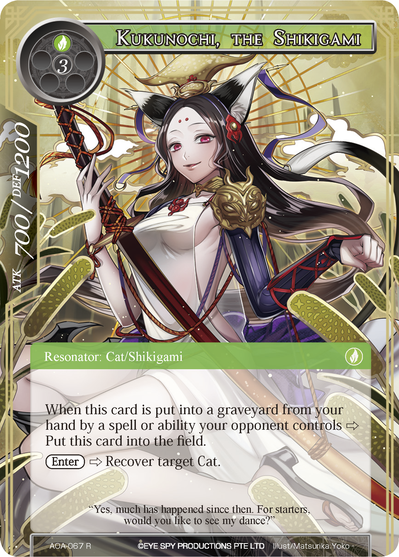 Kukunochi, the Shikigami
3
ATK 700/DEF 1200
Resonator: Cat/Shikigami
When this card is put into a graveyard from your
hand by a spell or ability your opponent controls ⇨
Put this card into the field.
Enter ⇨ Recover target Cat.
“Yes, much has happened since then. For starters,
would you like to see my dance?”
AOA-067 R ©EYE SPY PRODUCTIONS PTE LTD Illust/Matsurika Yoko